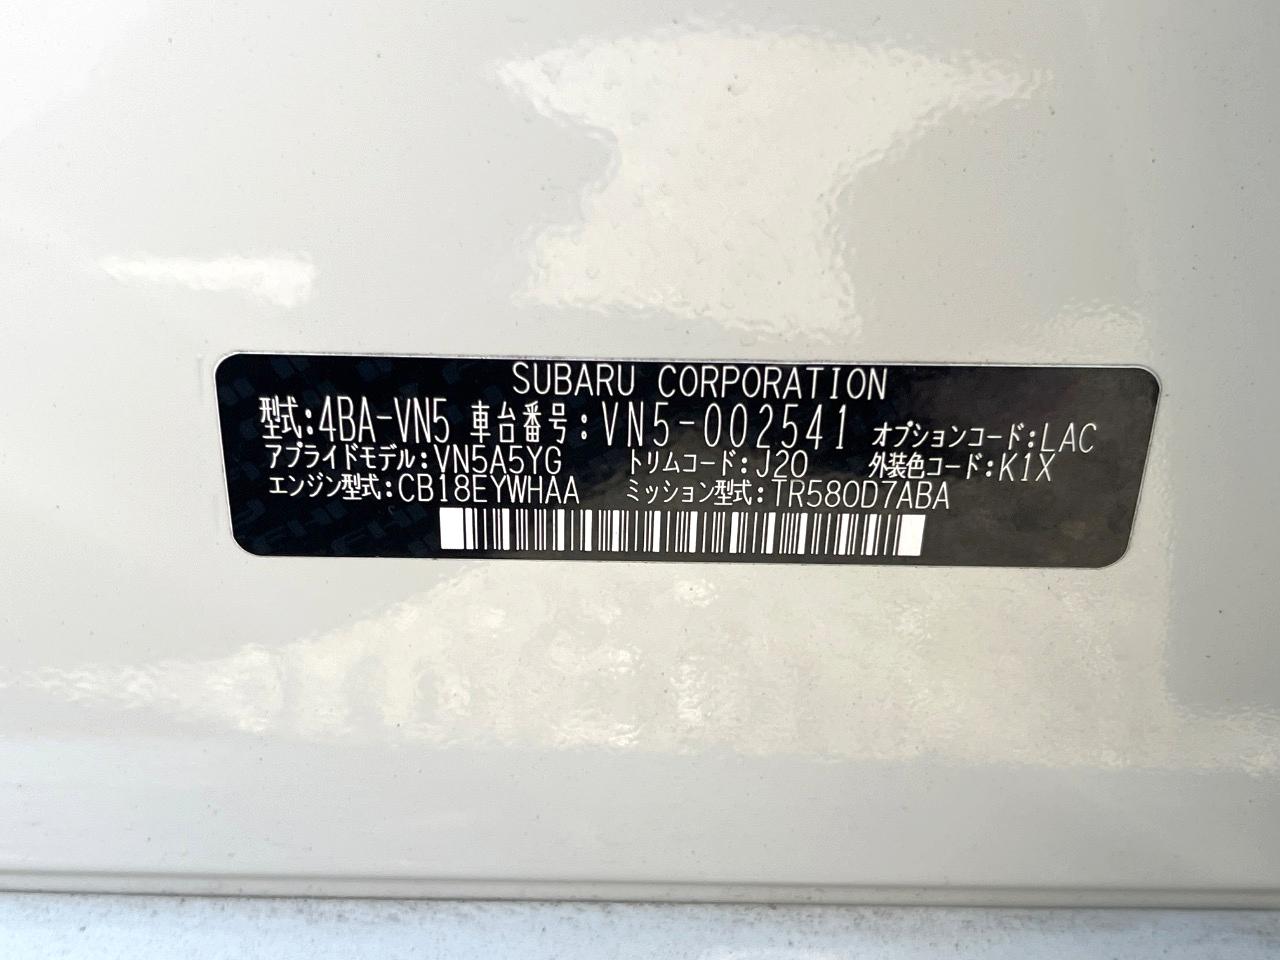 SUBARU CORPORATION
型式:4BA-VN5 車台番号:VN5-002541 オプションコード:LAC
アプライドモデル:VN5A5YG トリムコード:J20 外装色コード:K1X
エンジン型式:CB18EYWHAA ミッション型式:TR580D7ABA